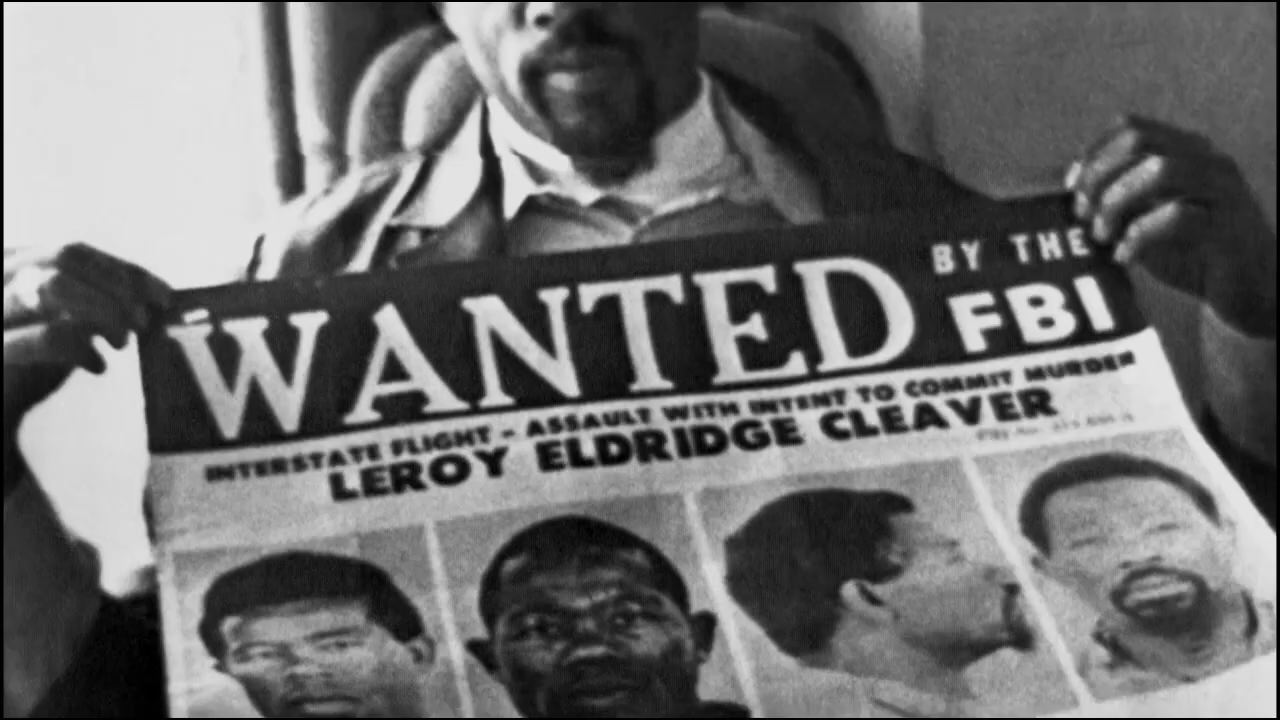 WANTED BY THE FBI
INTERSTATE FLIGHT - ASSAULT WITH INTENT TO COMMIT MURDER
LEROY ELDRIDGE CLEAVER